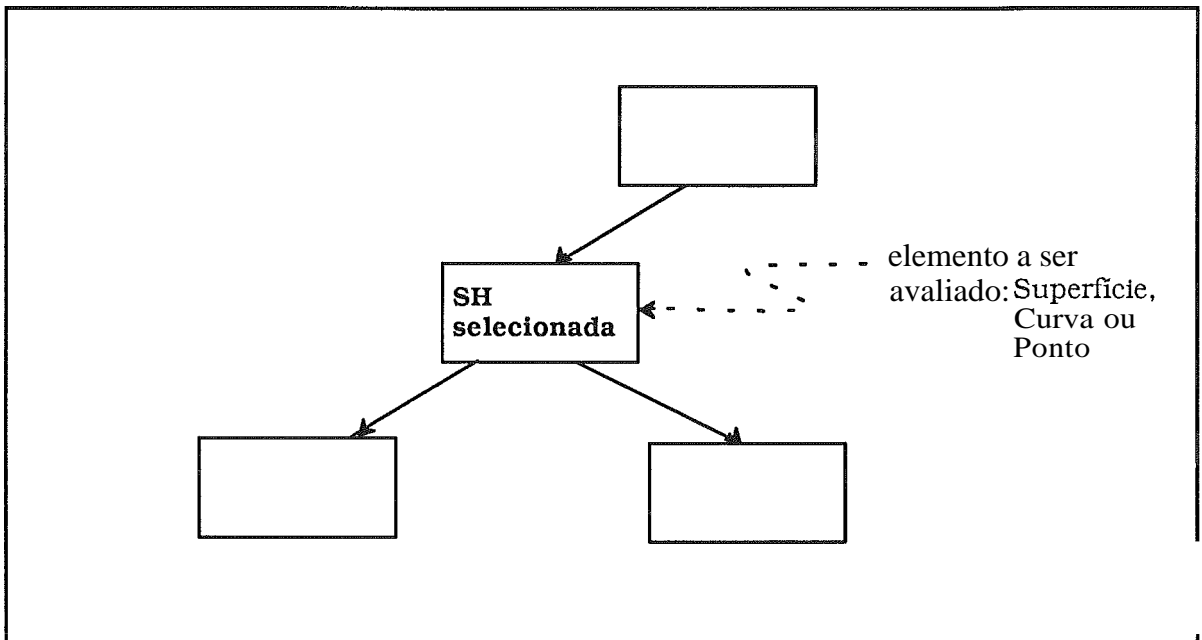 elemento a ser
SH
selecionada
avaliado: Superfície,
Curva ou
Ponto